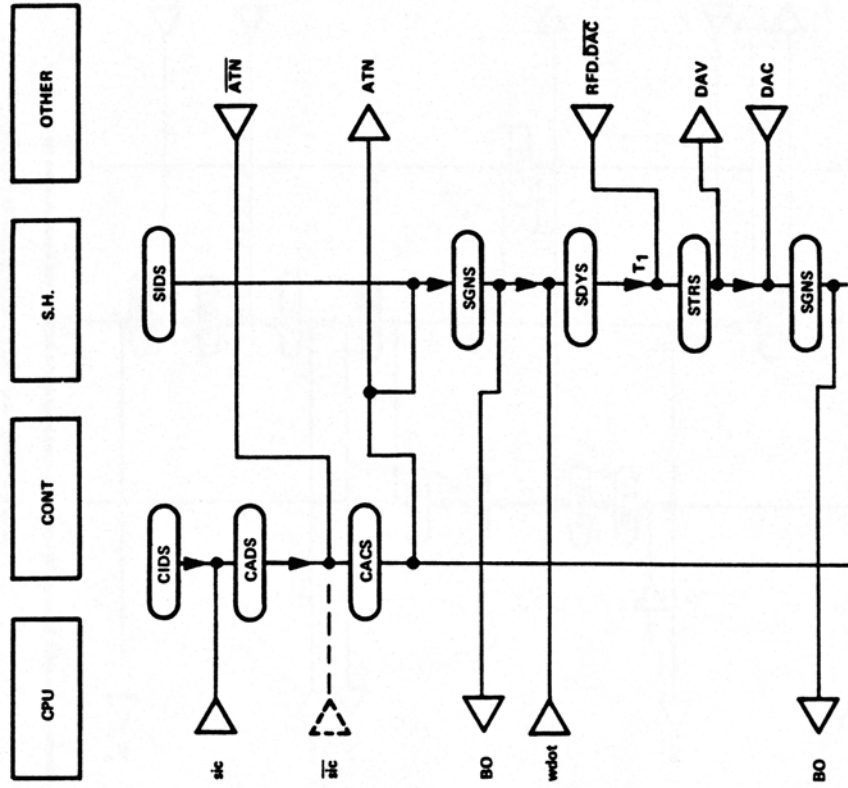 CPU
CONT
S.H.
OTHER
CIDS
SIDS
sic
CADS
ATN
sic
CACS
ATN
BO
SGNS
wdot
SDYS
RFD.DAC
T1
STRS
DAV
DAC
SGNS
BO